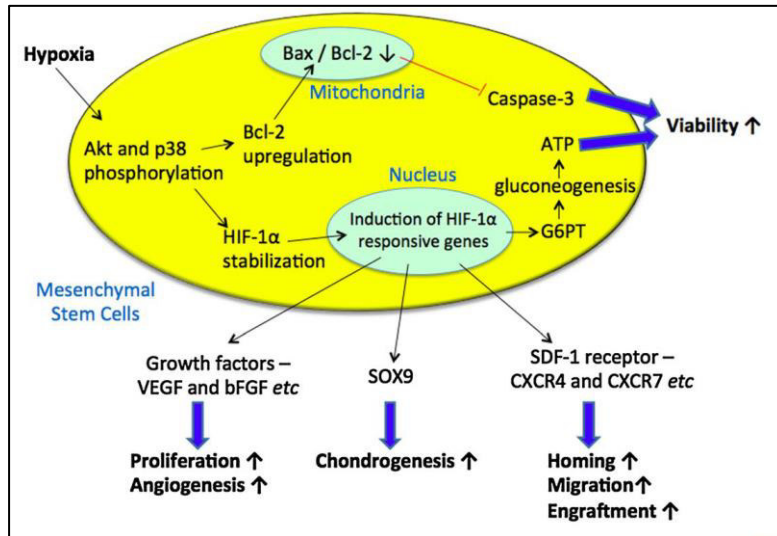 Hypoxia
Bax / Bcl-2 ↓
Mitochondria
Caspase-3
Viability ↑
Akt and p38
phosphorylation
Bcl-2
upregulation
ATP
Nucleus
gluconeogenesis
Induction of HIF-1α
responsive genes
G6PT
HIF-1α
stabilization
Mesenchymal
Stem Cells
Growth factors –
VEGF and bFGF etc
SOX9
SDF-1 receptor –
CXCR4 and CXCR7 etc
Proliferation ↑
Angiogenesis ↑
Chondrogenesis ↑
Homing ↑
Migration↑
Engraftment ↑